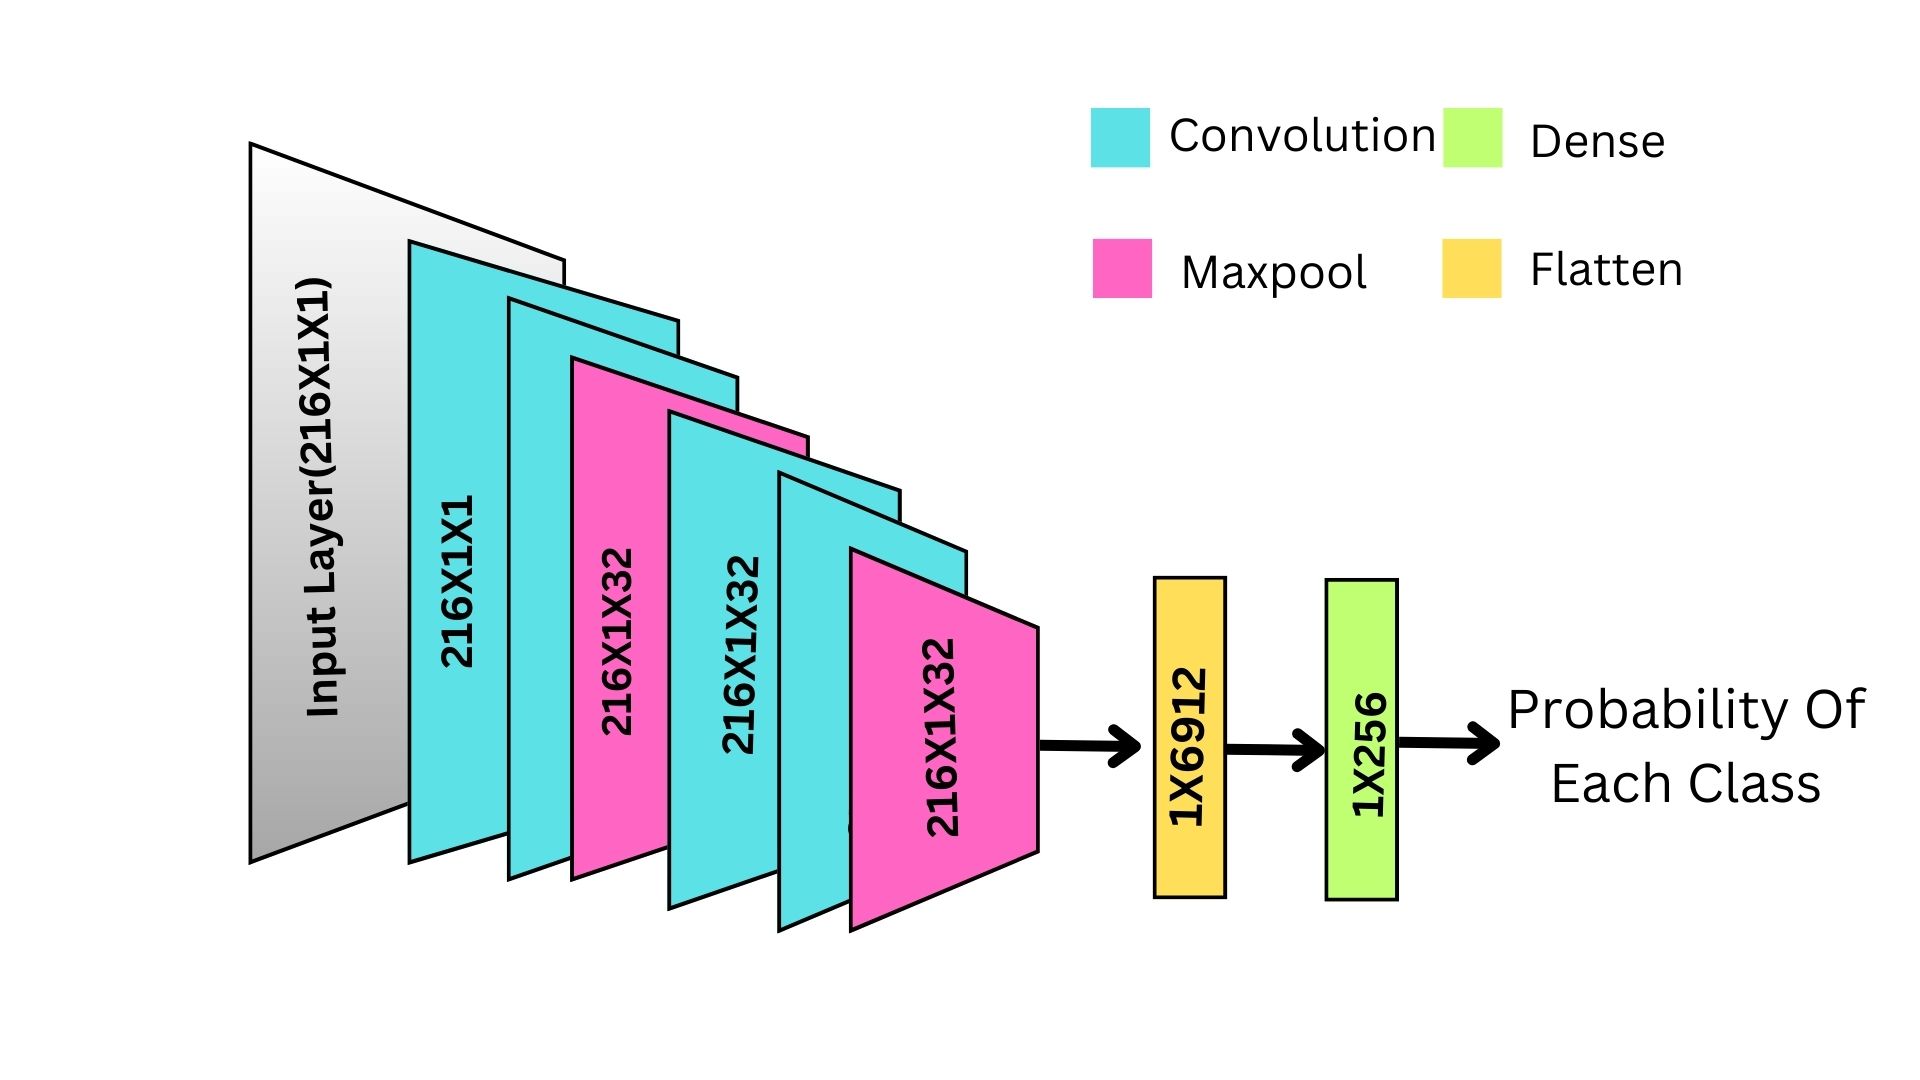 Convolution
Dense
Maxpool
Flatten
Input Layer(216X1X1)
216X1X1
216X1X32
216X1X32
216X1X32
1X6912
1X256
Probability Of
Each Class